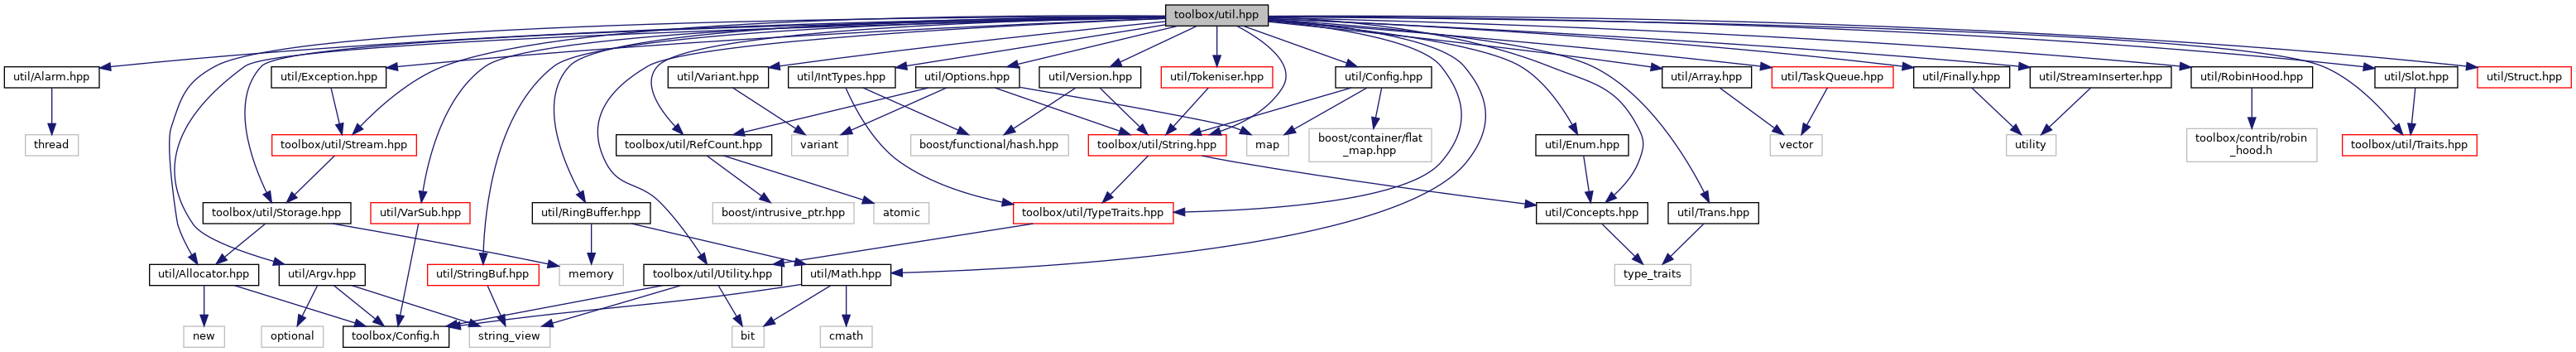 toolbox/util.hpp
util/Alarm.hpp
util/Exception.hpp
util/Variant.hpp
util/IntTypes.hpp
util/Options.hpp
util/Version.hpp
util/Tokeniser.hpp
util/Config.hpp
util/Array.hpp
util/TaskQueue.hpp
util/Finally.hpp
util/StreamInserter.hpp
util/RobinHood.hpp
util/Slot.hpp
util/Struct.hpp
thread
toolbox/util/Stream.hpp
toolbox/util/RefCount.hpp
variant
boost/functional/hash.hpp
toolbox/util/String.hpp
map
boost/container/flat
_map.hpp
util/Enum.hpp
vector
utility
toolbox/contrib/robin
_hood.h
toolbox/util/Traits.hpp
toolbox/util/Storage.hpp
util/VarSub.hpp
util/RingBuffer.hpp
boost/intrusive_ptr.hpp
atomic
toolbox/util/TypeTraits.hpp
util/Concepts.hpp
util/Trans.hpp
util/Allocator.hpp
util/Argv.hpp
util/StringBuf.hpp
memory
toolbox/util/Utility.hpp
util/Math.hpp
type_traits
new
optional
toolbox/Config.h
string_view
bit
cmath